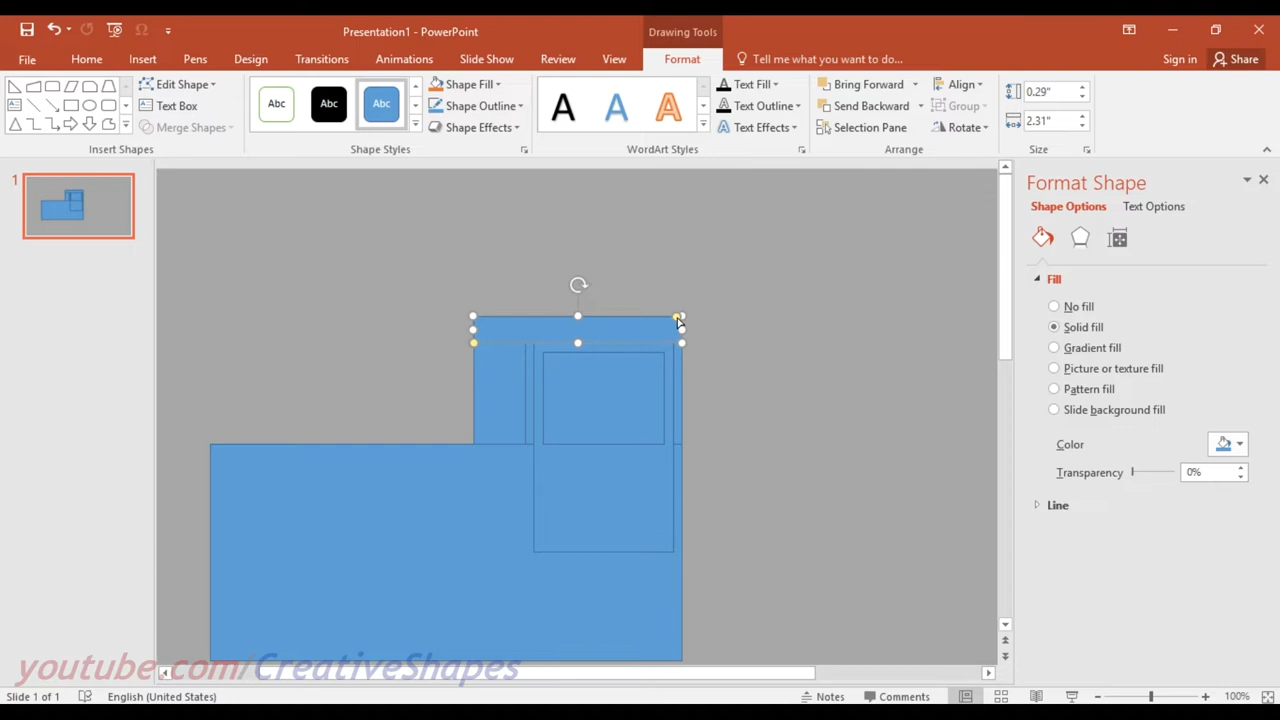 Presentation1 - PowerPoint
Drawing Tools
File Home Insert Pens Design Transitions Animations Slide Show Review View Format Tell me what you want to do... Sign in Share
Edit Shape Abc Abc Abc Shape Fill A A A Text Fill Bring Forward Align 0.29"
Text Box Shape Outline Text Outline Send Backward Group
Merge Shapes Shape Effects Text Effects Selection Pane Rotate 2.31"
Insert Shapes Shape Styles WordArt Styles Arrange Size
1
Format Shape
Shape Options Text Options
Fill
No fill
Solid fill
Gradient fill
Picture or texture fill
Pattern fill
Slide background fill
Color
Transparency 0%
Line
youtube.com/CreativeShapes
Slide 1 of 1 English (United States) Notes Comments 100%